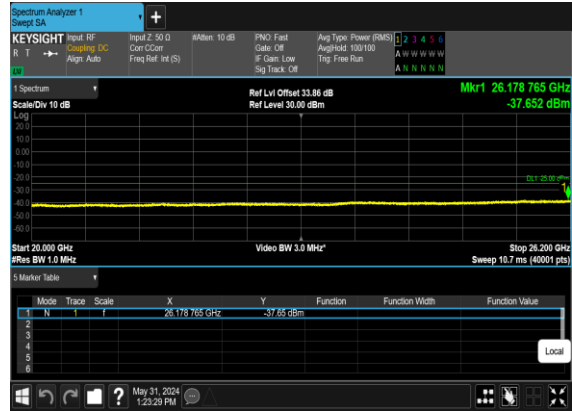 Spectrum Analyzer 1
Swept SA
+
KEYSIGHT Input: RF Input Z: 50 Ω #Atten: 10 dB PNO: Fast Avg Type: Power (RMS) 1 2 3 4 5 6
R T Coupling: DC Corr CCorr Gate: Off Avg|Hold: 100/100 A W W W W W
Align: Auto Freq Ref: Int (S) IF Gain: Low Trig: Free Run
Sig Track: Off A N N N N N
1 Spectrum Ref Lvl Offset 33.86 dB Mkr1 26.178 765 GHz
Scale/Div 10 dB Ref Level 30.00 dBm -37.652 dBm
Log
20.0
10.0
0.00
-10.0
-20.0
DL1 -25.00 dBm
-30.0
1
-40.0
-50.0
-60.0
Start 20.000 GHz Video BW 3.0 MHz* Stop 26.200 GHz
#Res BW 1.0 MHz Sweep 10.7 ms (40001 pts)
5 Marker Table
Mode Trace Scale X Y Function Function Width Function Value
1 N 1 f 26.178 765 GHz -37.65 dBm
2
3
4
5
6
Local
? May 31, 2024
1:23:29 PM